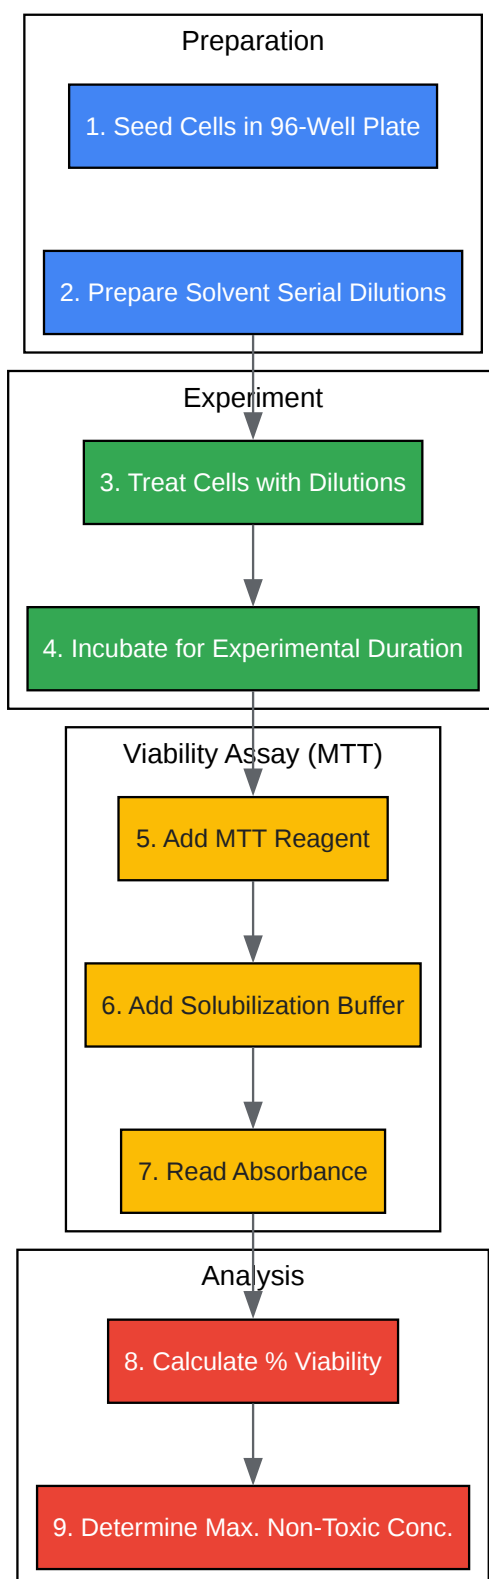 Preparation
1. Seed Cells in 96-Well Plate
2. Prepare Solvent Serial Dilutions
Experiment
3. Treat Cells with Dilutions
4. Incubate for Experimental Duration
Viability Assay (MTT)
5. Add MTT Reagent
6. Add Solubilization Buffer
7. Read Absorbance
Analysis
8. Calculate % Viability
9. Determine Max. Non-Toxic Conc.